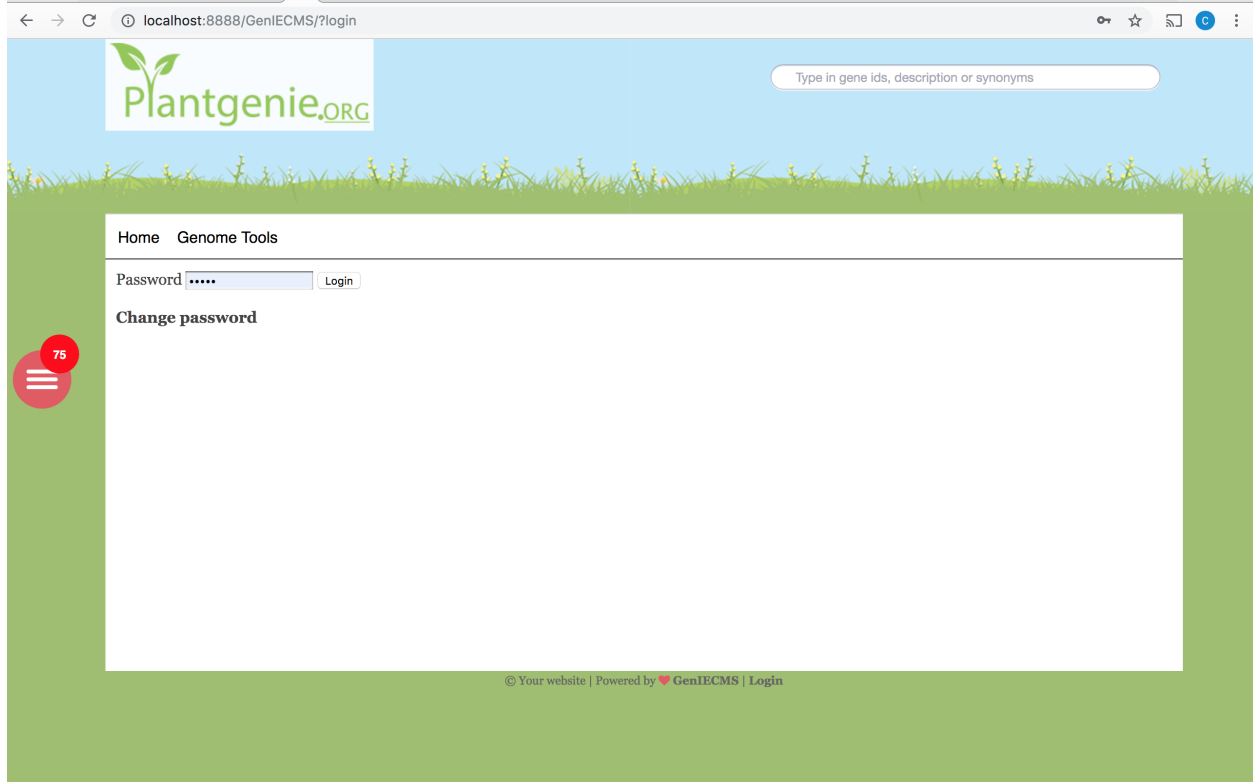 localhost:8888/GenIECMS/?login
C
Plantgenie.ORG
Type in gene ids, description or synonyms
Home Genome Tools
Password ••••• Login
Change password
75
© Your website | Powered by ❤ GenIECMS | Login